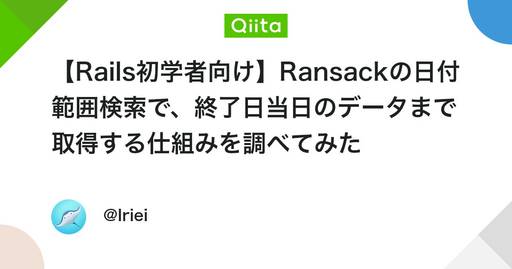 Qiita
【Rails初学者向け】Ransackの日付
範囲検索で、終了日当日のデータまで
取得する仕組みを調べてみた
@lriei